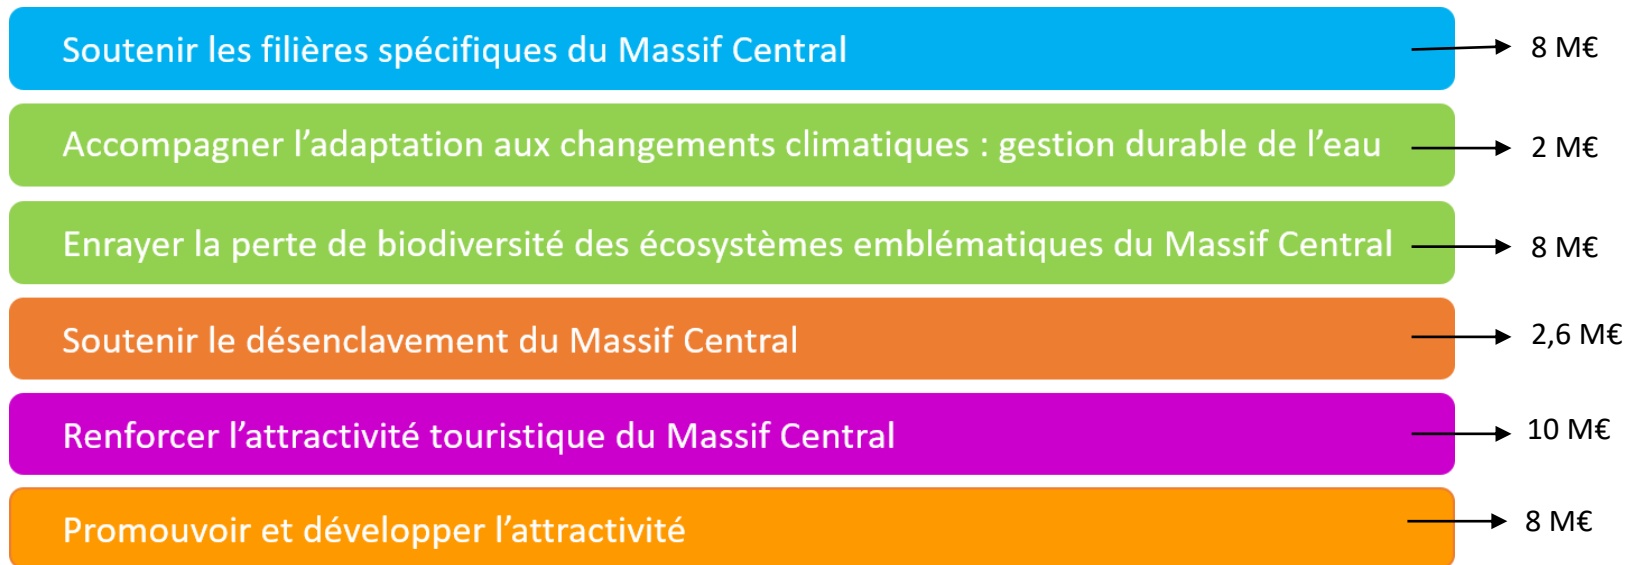 Soutenir les filières spécifiques du Massif Central 8 M€
Accompagner l’adaptation aux changements climatiques : gestion durable de l’eau 2 M€
Enrayer la perte de biodiversité des écosystèmes emblématiques du Massif Central 8 M€
Soutenir le désenclavement du Massif Central 2,6 M€
Renforcer l’attractivité touristique du Massif Central 10 M€
Promouvoir et développer l’attractivité 8 M€